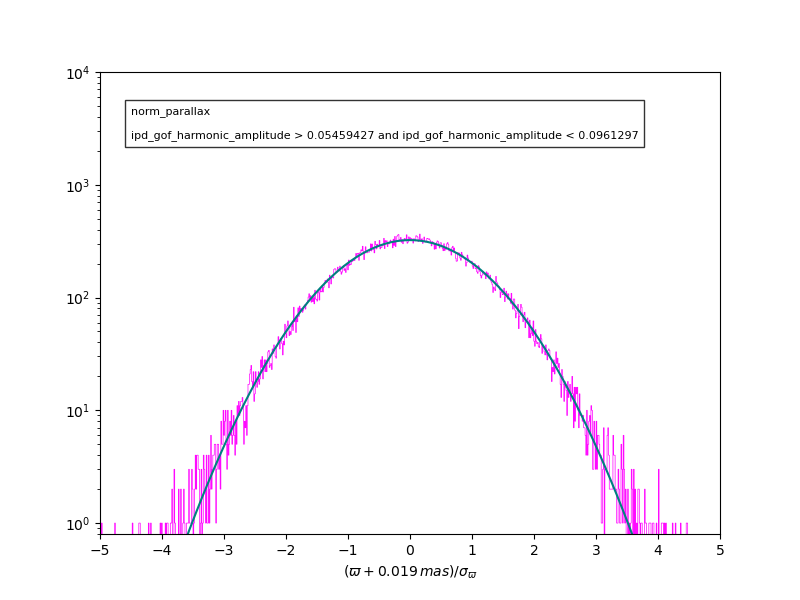 norm_parallax
ipd_gof_harmonic_amplitude > 0.05459427 and ipd_gof_harmonic_amplitude < 0.0961297
10⁴
10³
10²
10¹
10⁰
−5 −4 −3 −2 −1 0 1 2 3 4 5
(ϖ + 0.019 mas)/σ_ϖ